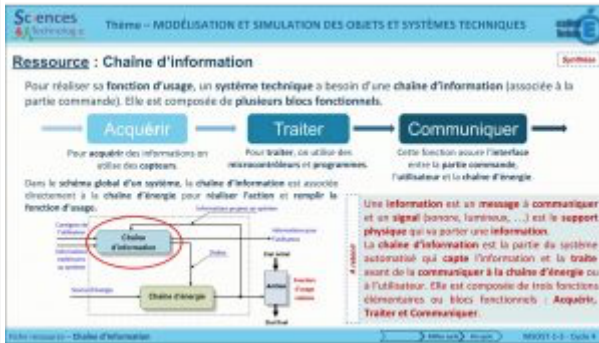 Sciences
Technologie
Thème – MODÉLISATION ET SIMULATION DES OBJETS ET SYSTÈMES TECHNIQUES
Ressource : Chaîne d'information
Synthèse
Pour réaliser sa fonction d'usage, un système technique a besoin d'une chaîne d'information (associée à la
partie commande). Elle est composée de plusieurs blocs fonctionnels.
Acquérir
Traiter
Communiquer
Pour acquérir des informations on
utilise des capteurs.
Pour traiter, on utilise des
microcontrôleurs et programmes.
Cette fonction assure l'interface
entre la partie commande,
l'utilisateur et la chaîne d'énergie.
Dans le schéma global d'un système, la chaîne d'information est associée
directement à la chaîne d'énergie pour réaliser l'action et remplir la
fonction d'usage.
Consignes de
l'utilisateur
Chaîne
d'information
Ordres
Chaîne d'énergie
Action
Une information est un message à communiquer
et un signal (sonore, lumineux, ...) est le support
physique qui va porter une information.
La chaîne d'information est la partie du système
automatisé qui capte l'information et la traite
avant de la communiquer à la chaîne d'énergie ou
à l'utilisateur. Elle est composée de trois fonctions
élémentaires ou blocs fonctionnels : Acquérir,
Traiter et Communiquer.
Fiche ressource – Chaîne d'information